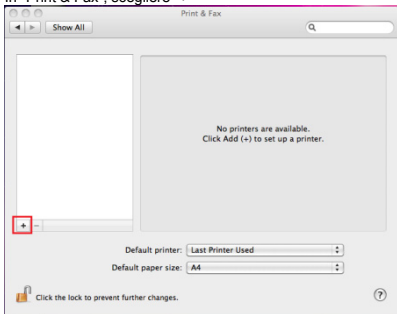 Print & Fax
Show All
No printers are available.
Click Add (+) to set up a printer.
+ -
Default printer: Last Printer Used
Default paper size: A4
Click the lock to prevent further changes.
?